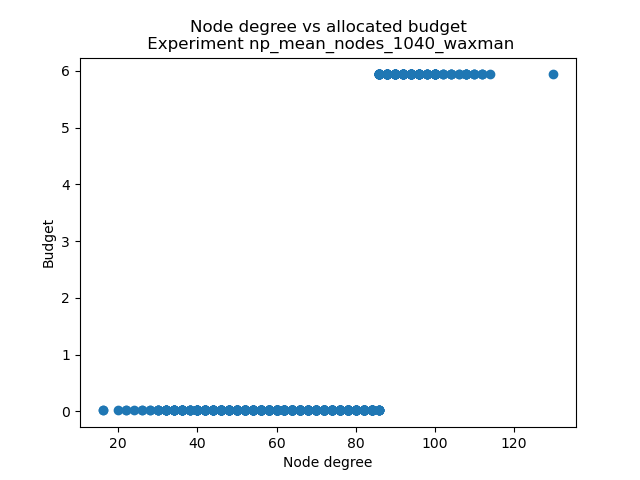 Node degree vs allocated budget
Experiment np_mean_nodes_1040_waxman
6
5
4
3
2
1
0
Budget
20 40 60 80 100 120
Node degree